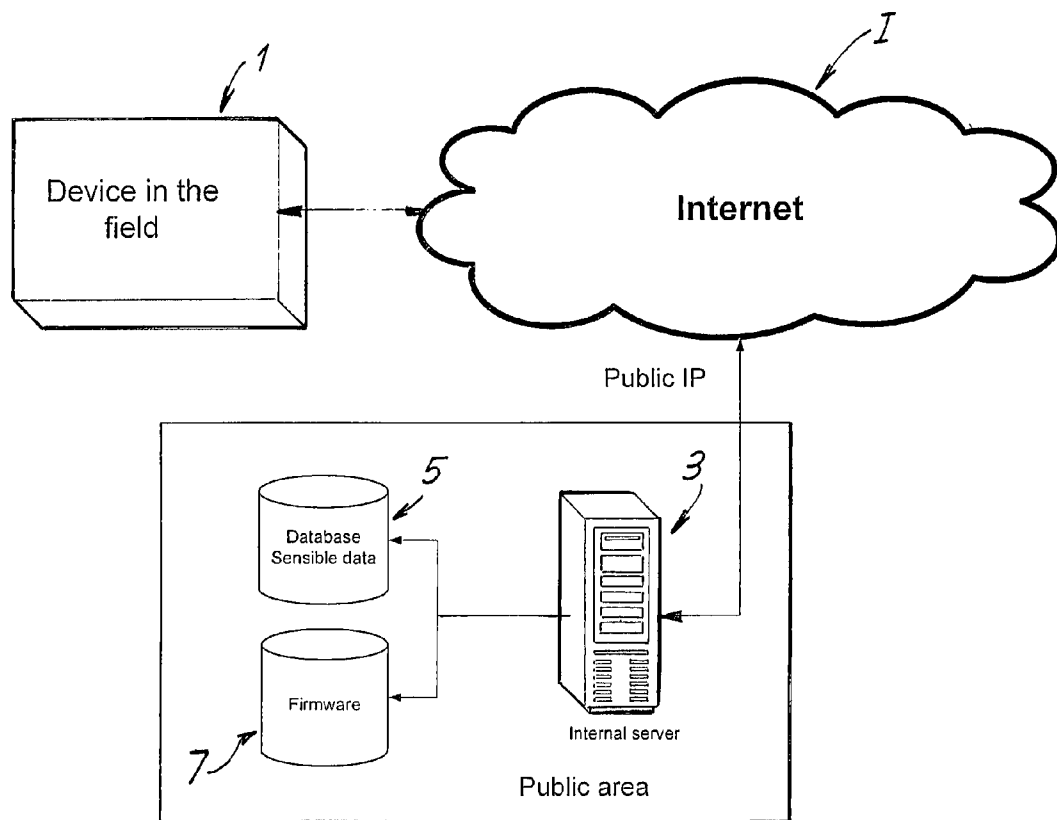 1
I
Device in the
field
Internet
Public IP
5
3
Database
Sensible data
Firmware
7
Internal server
Public area